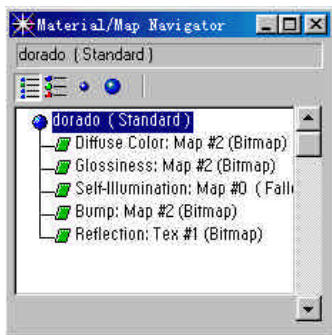 Material/Map Navigator
dorado ( Standard )
dorado ( Standard )
Diffuse Color: Map #2 (Bitmap)
Glossiness: Map #2 (Bitmap)
Self-Illumination: Map #0 ( Fall
Bump: Map #2 (Bitmap)
Reflection: Tex #1 (Bitmap)